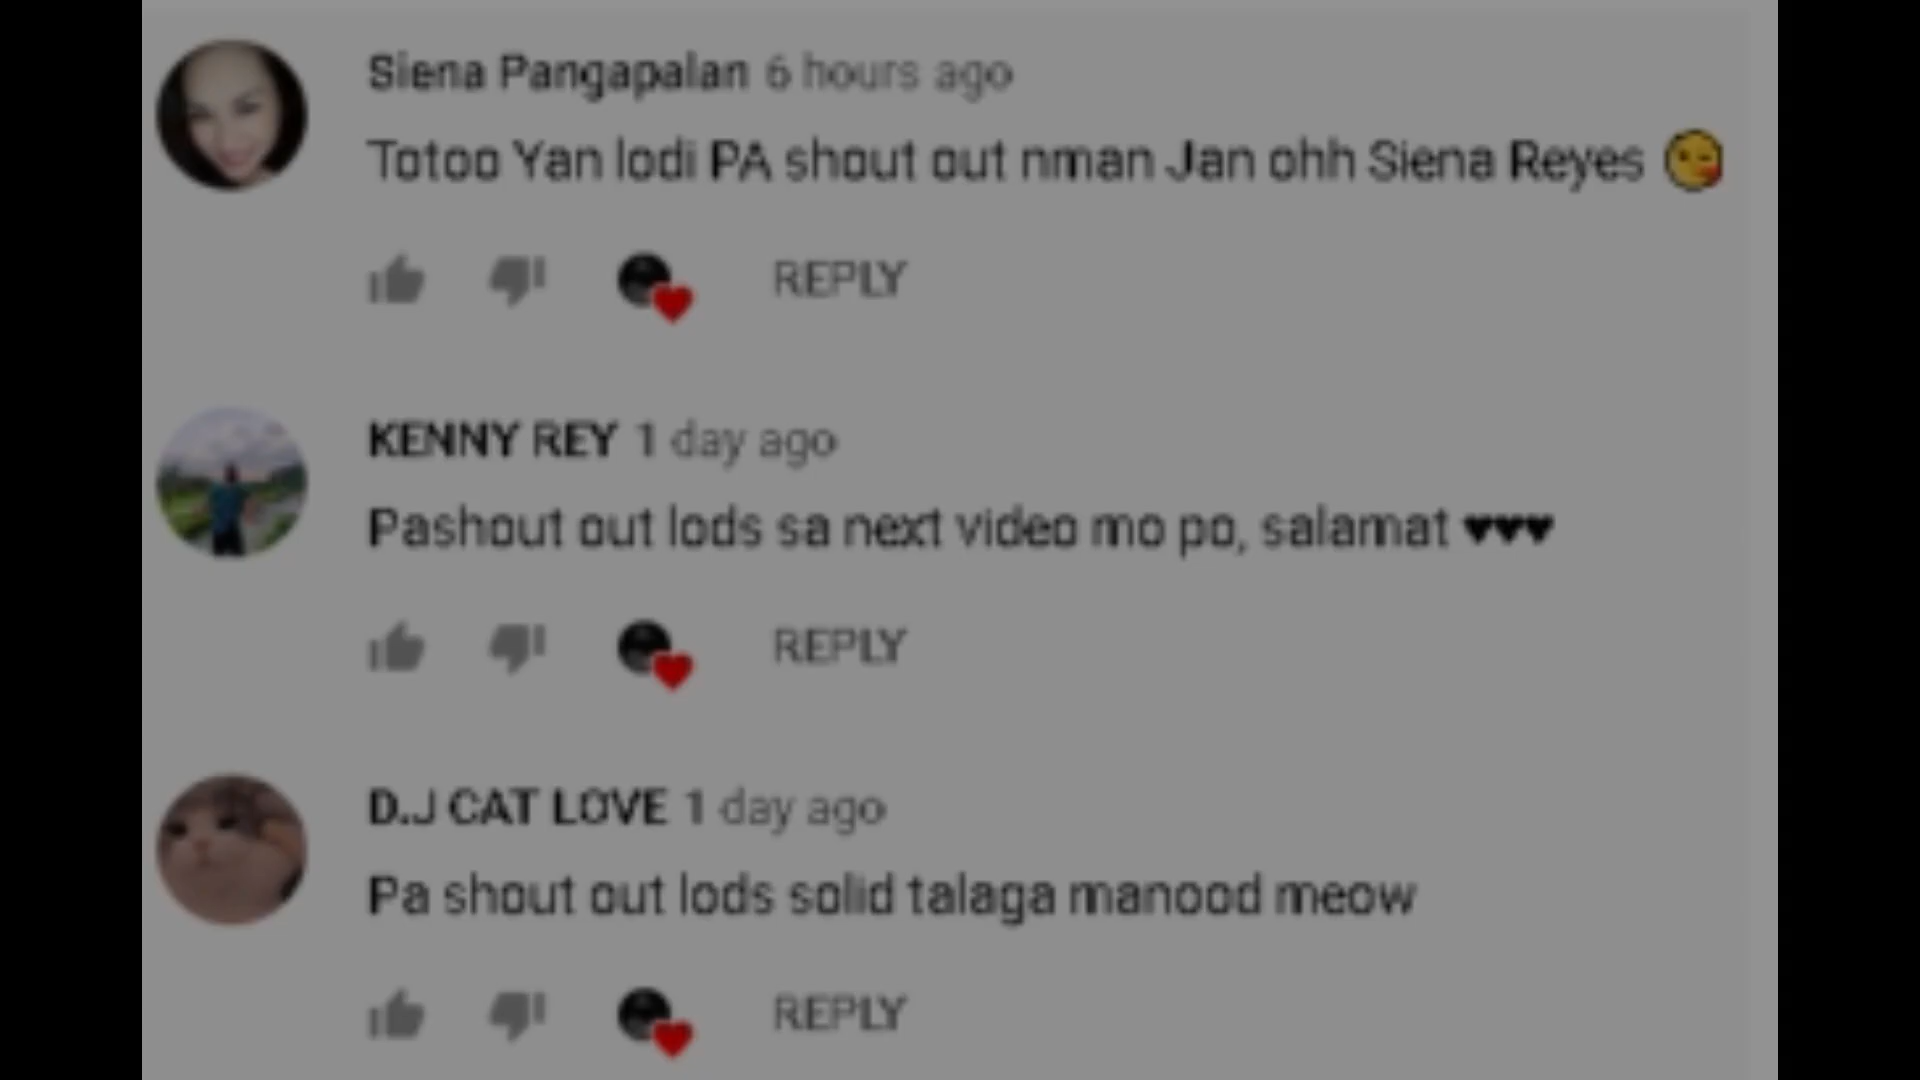 Siena Pangapalan 6 hours ago
Totoo Yan lodi PA shout out nman Jan ohh Siena Reyes 😘
REPLY
KENNY REY 1 day ago
Pashout out lods sa next video mo po, salamat ♥♥♥
REPLY
D.J CAT LOVE 1 day ago
Pa shout out lods solid talaga manood meow
REPLY